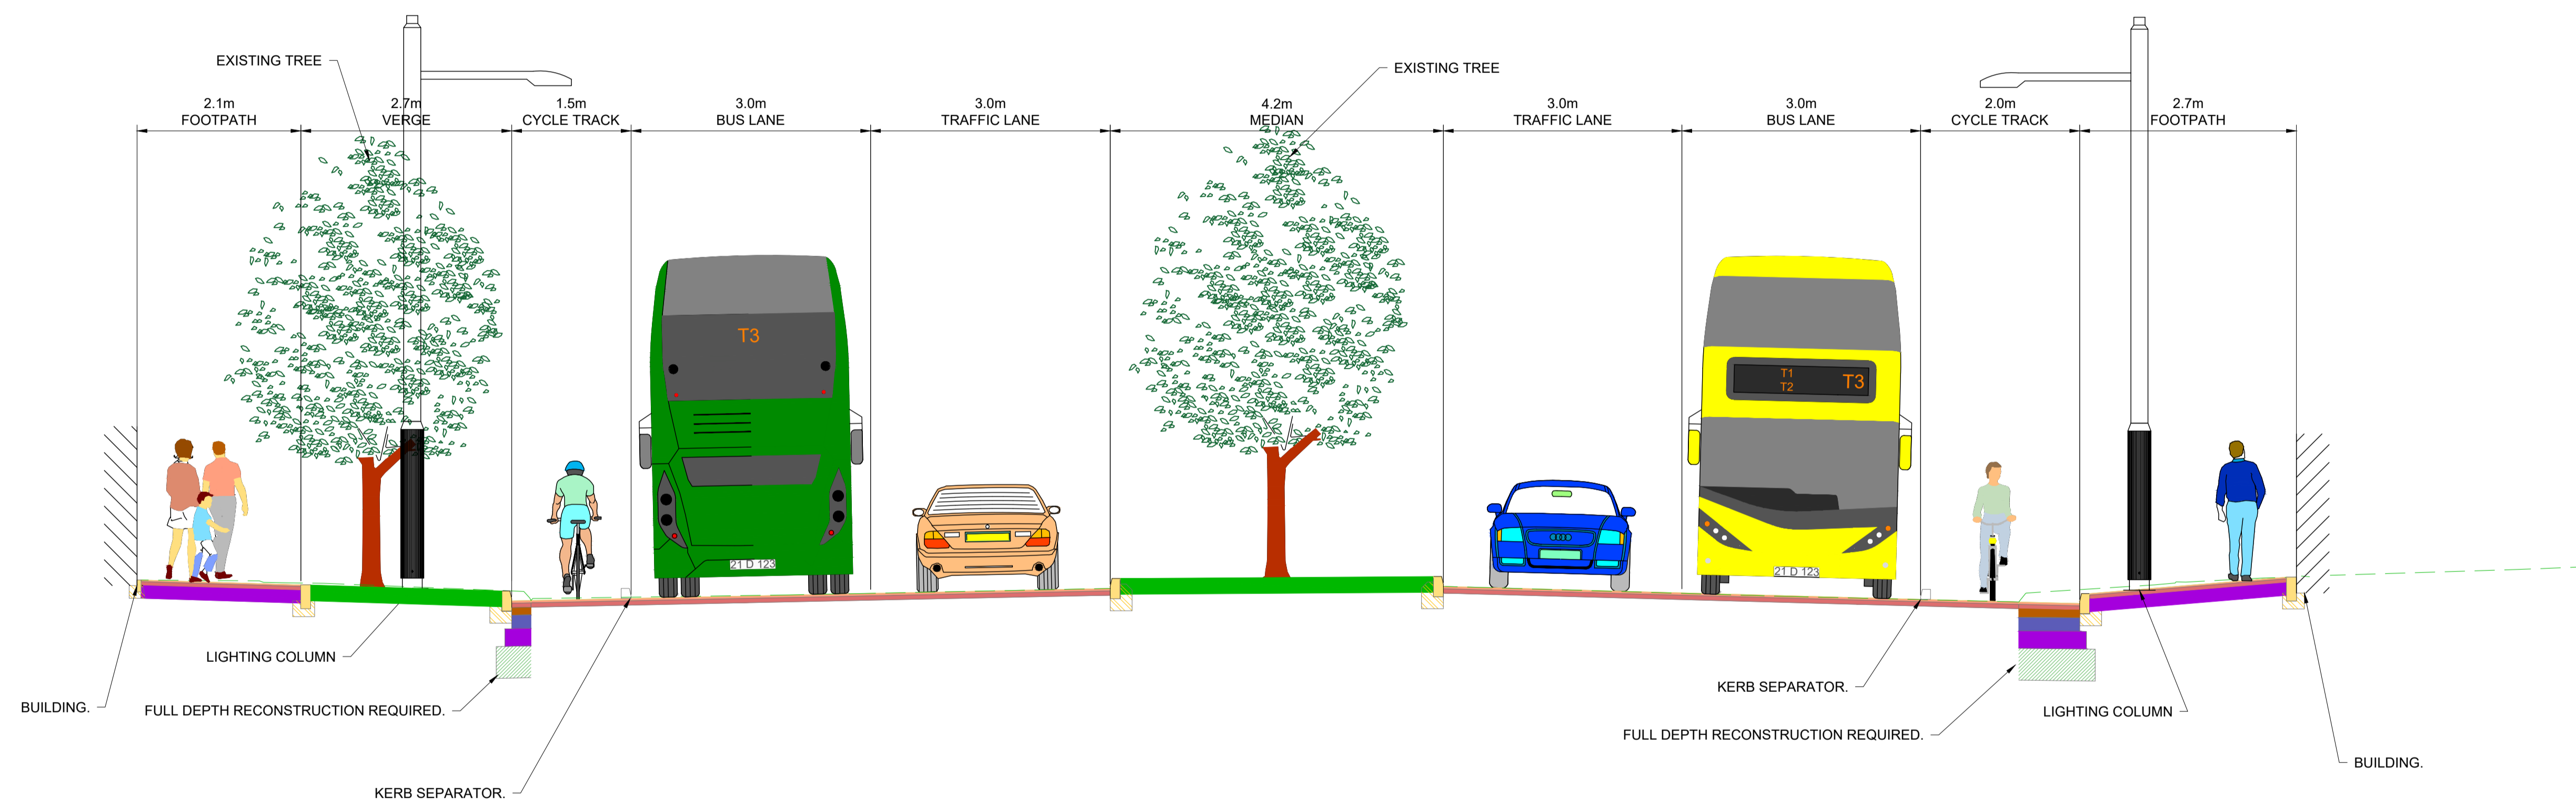 EXISTING TREE
EXISTING TREE
2.1m
FOOTPATH
2.7m
VERGE
1.5m
CYCLE TRACK
3.0m
BUS LANE
3.0m
TRAFFIC LANE
4.2m
MEDIAN
3.0m
TRAFFIC LANE
3.0m
BUS LANE
2.0m
CYCLE TRACK
2.7m
FOOTPATH
T3
T1
T2
T3
21 D 123
21 D 123
LIGHTING COLUMN
BUILDING.
FULL DEPTH RECONSTRUCTION REQUIRED.
KERB SEPARATOR.
KERB SEPARATOR.
LIGHTING COLUMN
FULL DEPTH RECONSTRUCTION REQUIRED.
BUILDING.